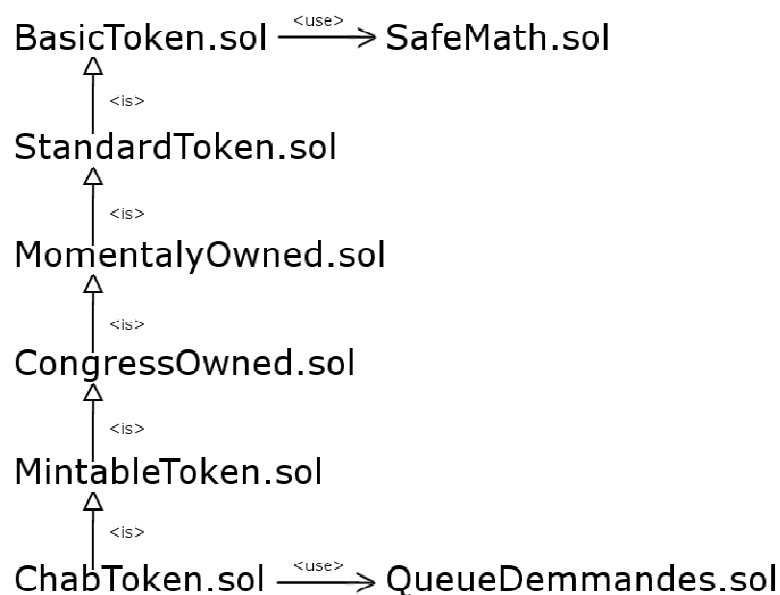 BasicToken.sol <use> SafeMath.sol
<is>
StandardToken.sol
<is>
MomentalyOwned.sol
<is>
CongressOwned.sol
<is>
MintableToken.sol
<is>
ChabToken.sol <use> QueueDemmandes.sol